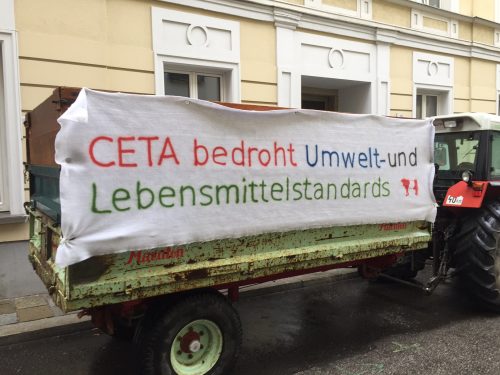 CETA bedroht Umwelt- und
Lebensmittelstandards